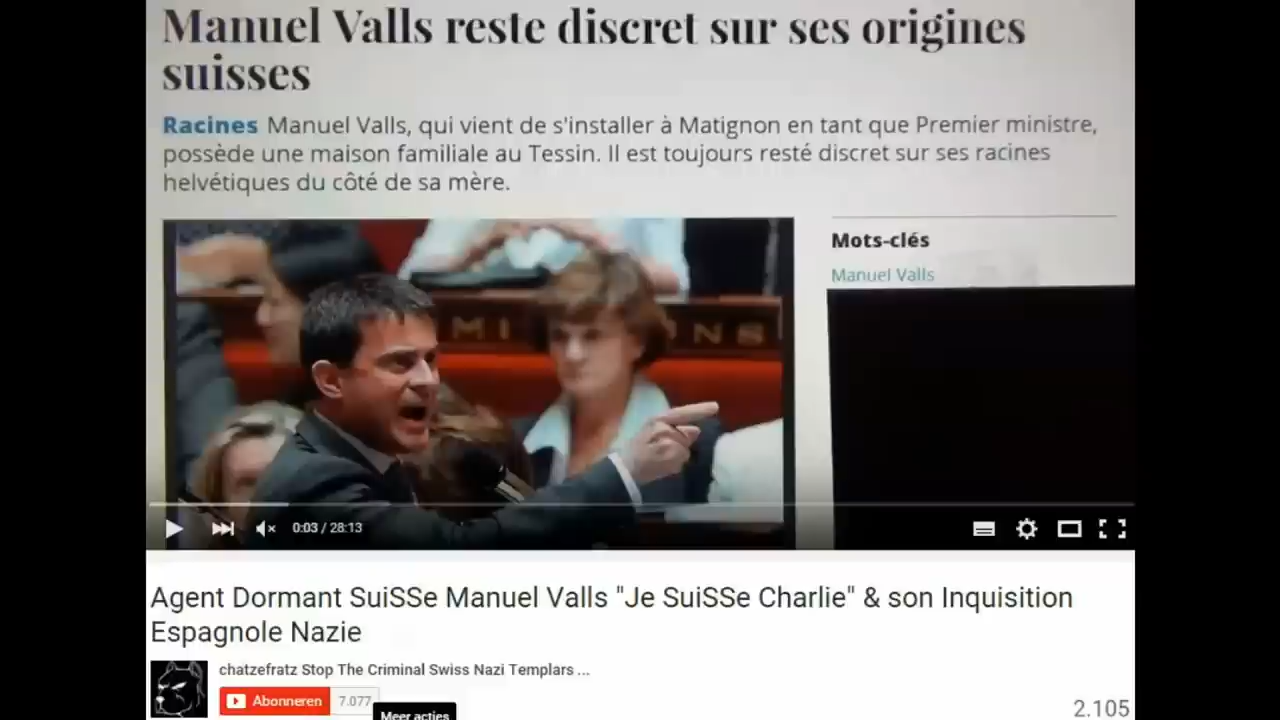 Manuel Valls reste discret sur ses origines
suisses
Racines Manuel Valls, qui vient de s'installer à Matignon en tant que Premier ministre,
possède une maison familiale au Tessin. Il est toujours resté discret sur ses racines
helvétiques du côté de sa mère.
Mots-clés
Manuel Valls
MI
NS
0:03 / 28:13
Agent Dormant SuiSSe Manuel Valls "Je SuiSSe Charlie" & son Inquisition
Espagnole Nazie
chatzefratz Stop The Criminal Swiss Nazi Templars ...
Abonneren 7.077
Meer acties
2.105